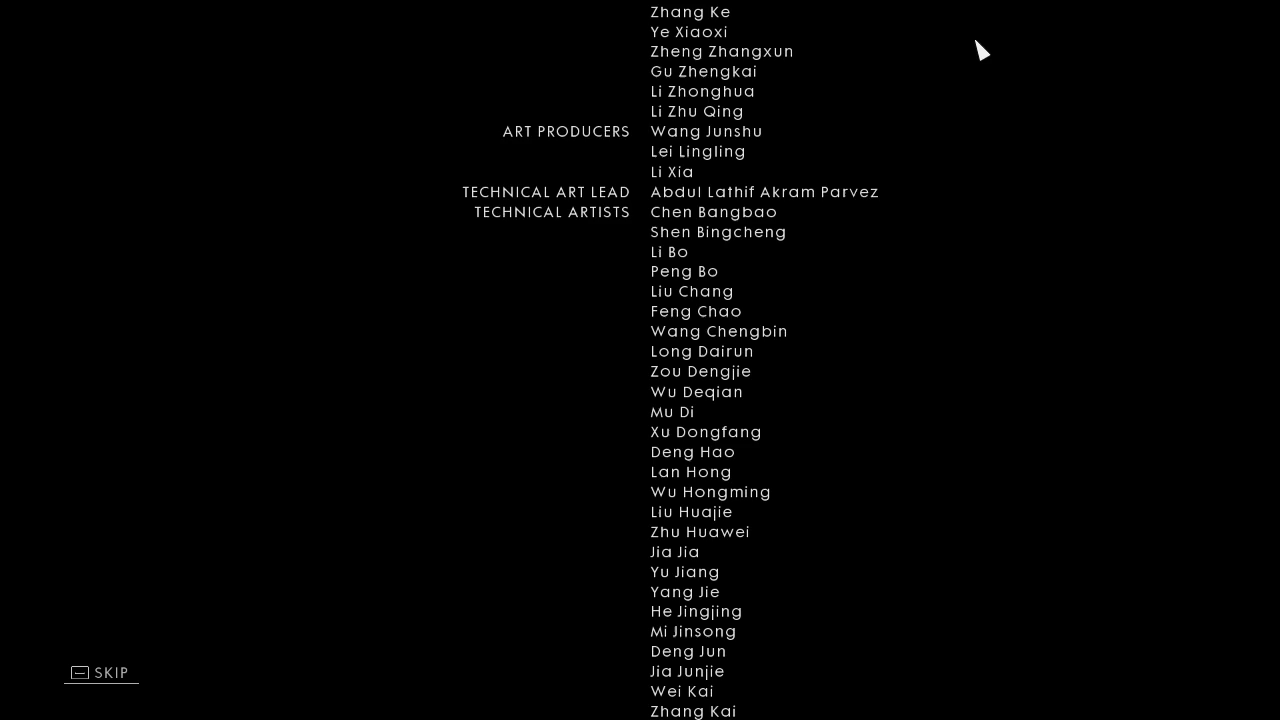 Zhang Ke
Ye Xiaoxi
Zheng Zhangxun
Gu Zhengkai
Li Zhonghua
Li Zhu Qing
ART PRODUCERS Wang Junshu
Lei Lingling
Li Xia
TECHNICAL ART LEAD Abdul Lathif Akram Parvez
TECHNICAL ARTISTS Chen Bangbao
Shen Bingcheng
Li Bo
Peng Bo
Liu Chang
Feng Chao
Wang Chengbin
Long Dairun
Zou Dengjie
Wu Deqian
Mu Di
Xu Dongfang
Deng Hao
Lan Hong
Wu Hongming
Liu Huajie
Zhu Huawei
Jia Jia
Yu Jiang
Yang Jie
He Jingjing
Mi Jinsong
Deng Jun
Jia Junjie
Wei Kai
Zhang Kai
SKIP